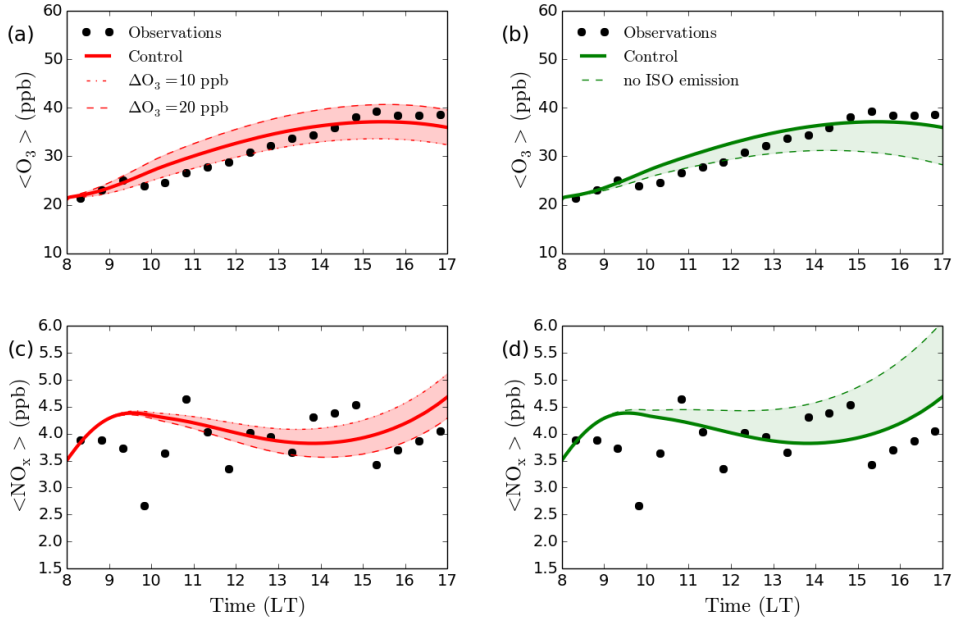 (a)
Observations
Control
ΔO₃ =10 ppb
ΔO₃ =20 ppb
<O₃ > (ppb)
60
50
40
30
20
10
8 9 10 11 12 13 14 15 16 17
(b)
Observations
Control
no ISO emission
<O₃ > (ppb)
60
50
40
30
20
10
8 9 10 11 12 13 14 15 16 17
(c)
<NOₓ > (ppb)
6.0
5.5
5.0
4.5
4.0
3.5
3.0
2.5
2.0
1.5
8 9 10 11 12 13 14 15 16 17
Time (LT)
(d)
<NOₓ > (ppb)
6.0
5.5
5.0
4.5
4.0
3.5
3.0
2.5
2.0
1.5
8 9 10 11 12 13 14 15 16 17
Time (LT)